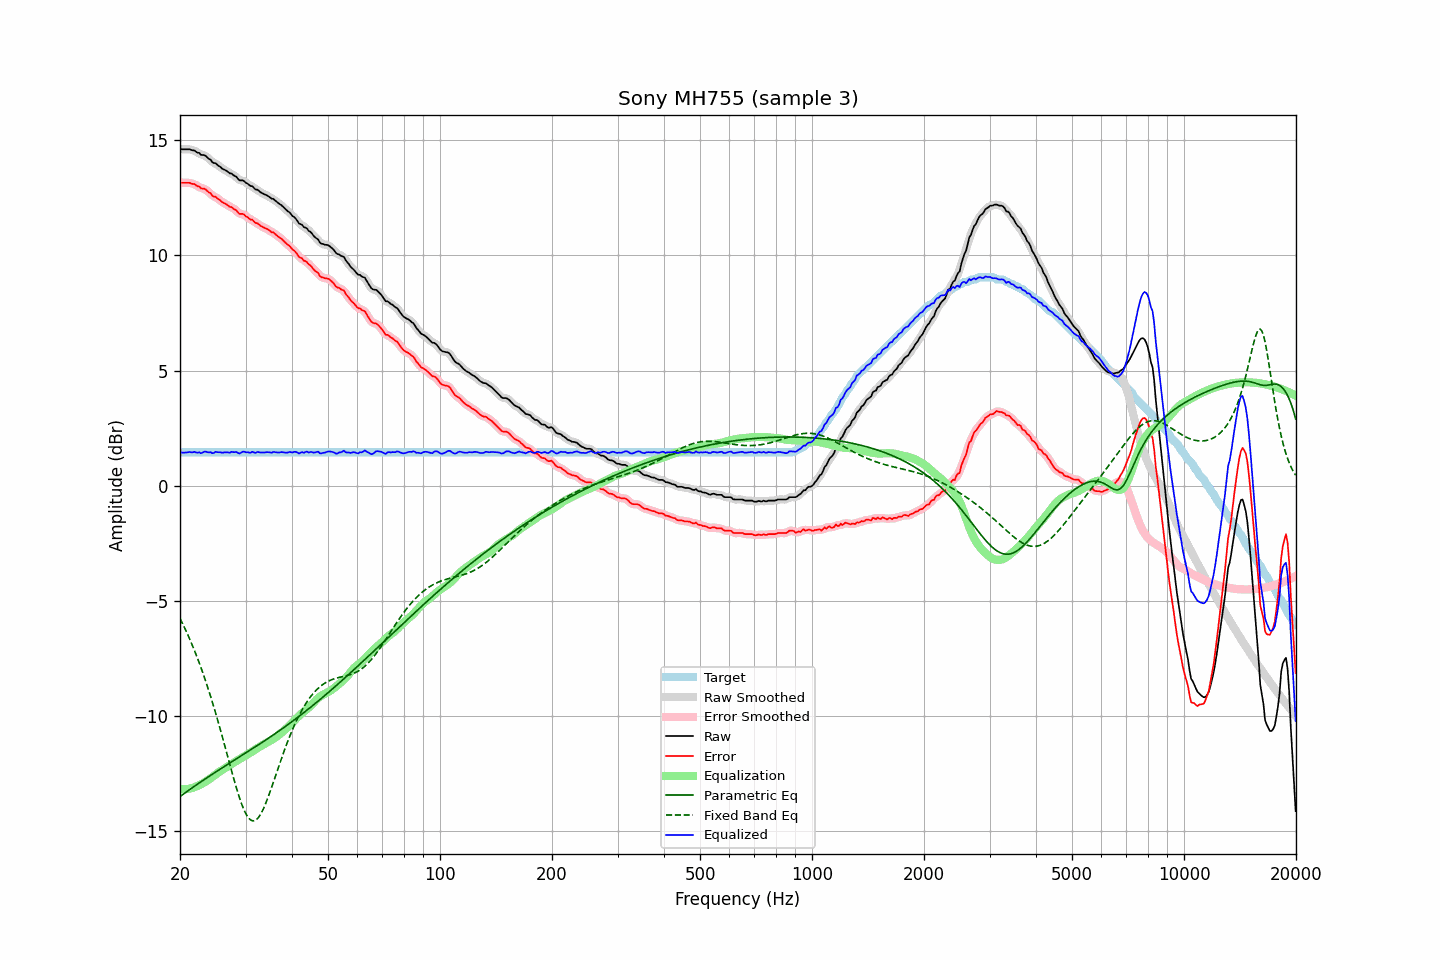 Sony MH755 (sample 3)
15
10
5
0
−5
−10
−15
Amplitude (dBr)
Target
Raw Smoothed
Error Smoothed
Raw
Error
Equalization
Parametric Eq
Fixed Band Eq
Equalized
20 50 100 200 500 1000 2000 5000 10000 20000
Frequency (Hz)